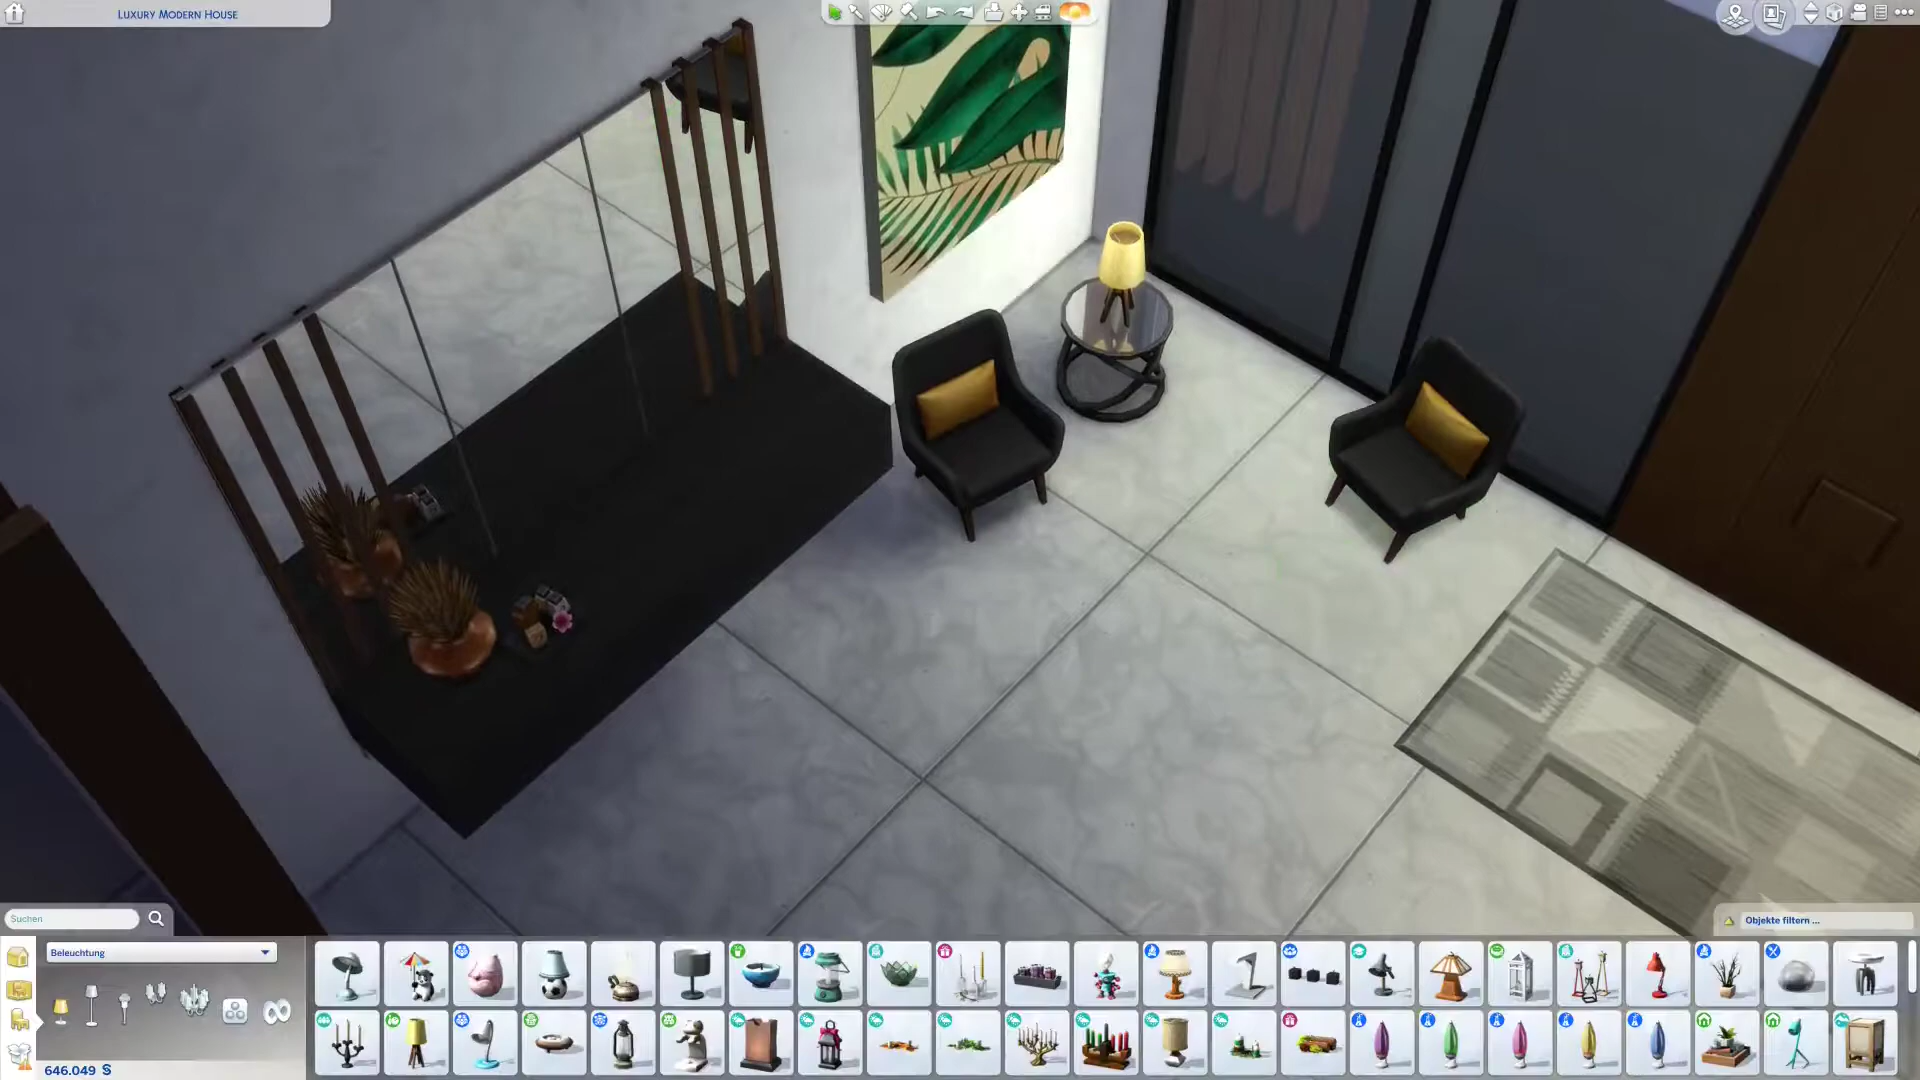 Luxury Modern House
Suchen
Objekte filtern ...
Beleuchtung
646.049 §